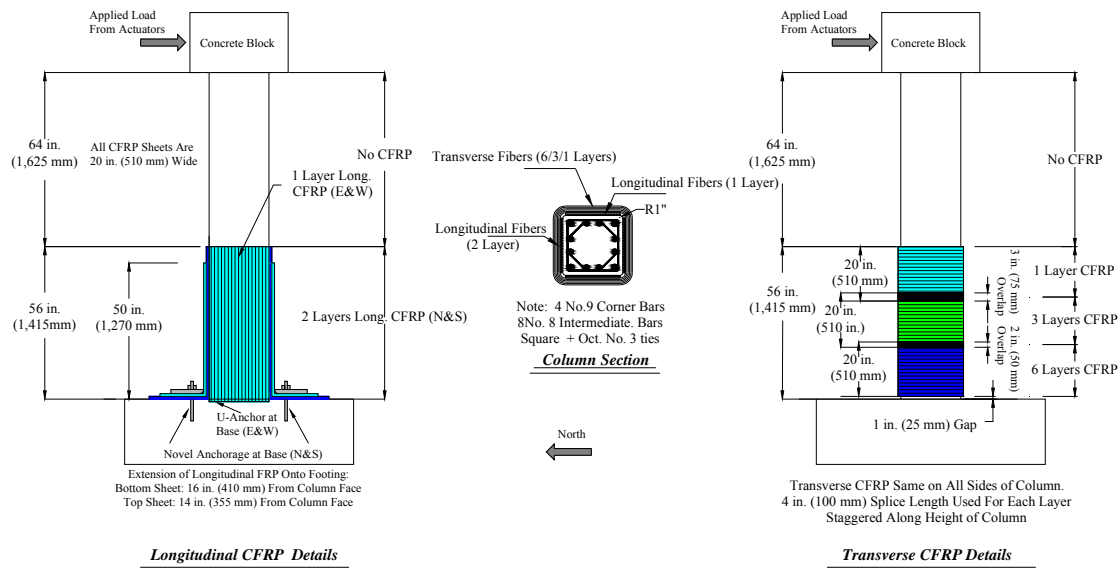 Applied Load
From Actuators
Concrete Block
64 in.
(1,625 mm)
All CFRP Sheets Are
20 in. (510 mm) Wide
No CFRP
1 Layer Long.
CFRP (E&W)
56 in.
(1,415mm)
50 in.
(1,270 mm)
2 Layers Long. CFRP (N&S)
U-Anchor at
Base (E&W)
Novel Anchorage at Base (N&S)
Extension of Longitudinal FRP Onto Footing:
Bottom Sheet: 16 in. (410 mm) From Column Face
Top Sheet: 14 in. (355 mm) From Column Face
Longitudinal CFRP Details
Transverse Fibers (6/3/1 Layers)
Longitudinal Fibers (1 Layer)
R1"
Longitudinal Fibers
(2 Layer)
Note: 4 No.9 Corner Bars
8No. 8 Intermediate. Bars
Square + Oct. No. 3 ties
Column Section
North
Applied Load
From Actuators
Concrete Block
64 in.
(1,625 mm)
No CFRP
56 in.
(1,415 mm)
20 in.
(510 mm)
20 in.
(510 in.)
20 in.
(510 mm)
3 in. (75 mm)
Overlap
2 in. (50 mm)
Overlap
1 Layer CFRP
3 Layers CFRP
6 Layers CFRP
1 in. (25 mm) Gap
Transverse CFRP Same on All Sides of Column.
4 in. (100 mm) Splice Length Used For Each Layer
Staggered Along Height of Column
Transverse CFRP Details